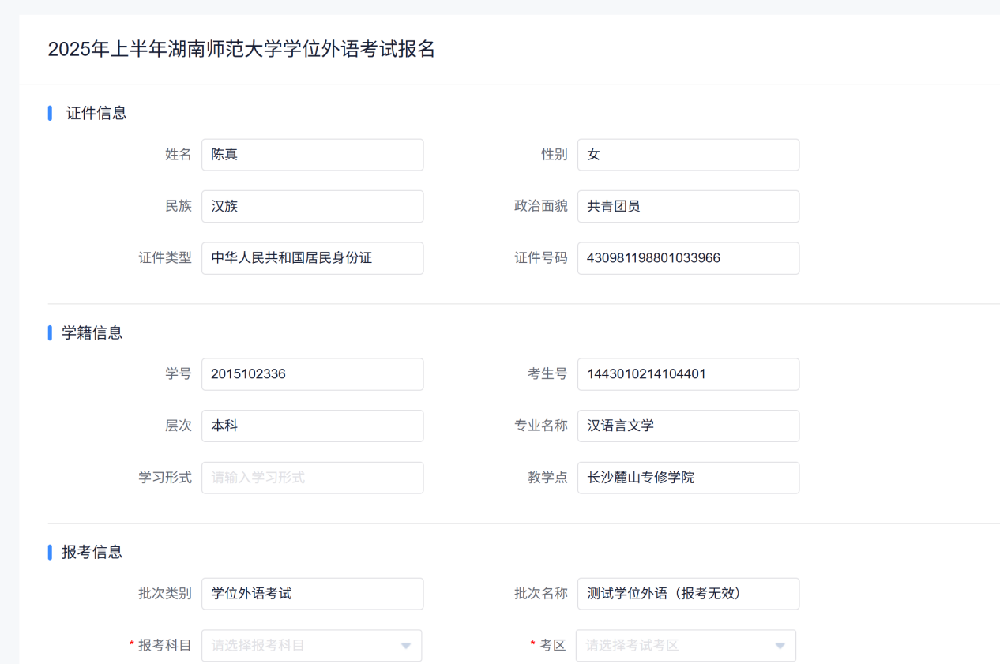 2025年上半年湖南师范大学学位外语考试报名
证件信息
姓名 陈真 性别 女
民族 汉族 政治面貌 共青团员
证件类型 中华人民共和国居民身份证 证件号码 430981198801033966
学籍信息
学号 2015102336 考生号 1443010214104401
层次 本科 专业名称 汉语言文学
学习形式 请输入学习形式 教学点 长沙麓山专修学院
报考信息
批次类别 学位外语考试 批次名称 测试学位外语（报考无效）
* 报考科目 请选择报考科目 * 考区 请选择考试考区